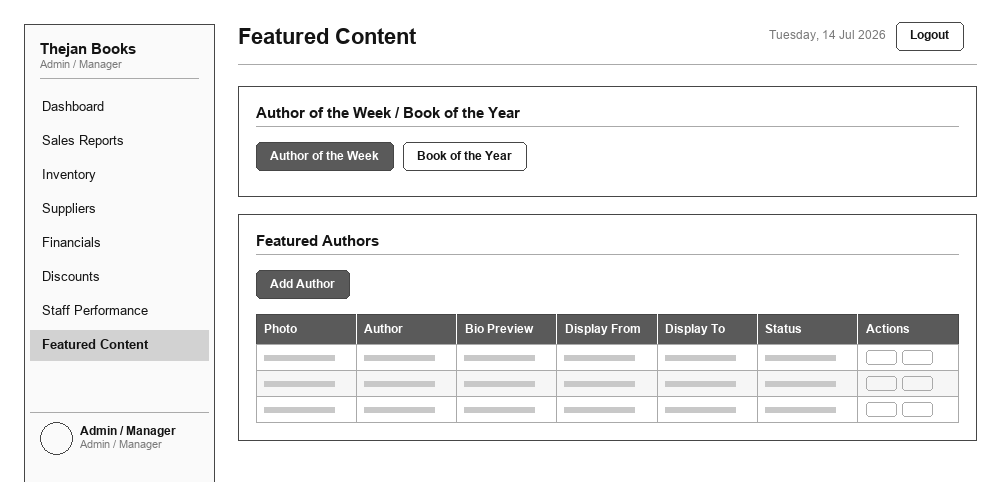 Thejan Books
Admin / Manager
Dashboard
Sales Reports
Inventory
Suppliers
Financials
Discounts
Staff Performance
Featured Content
Admin / Manager
Admin / Manager
Featured Content
Tuesday, 14 Jul 2026
Logout
Author of the Week / Book of the Year
Author of the Week
Book of the Year
Featured Authors
Add Author
Photo Author Bio Preview Display From Display To Status Actions